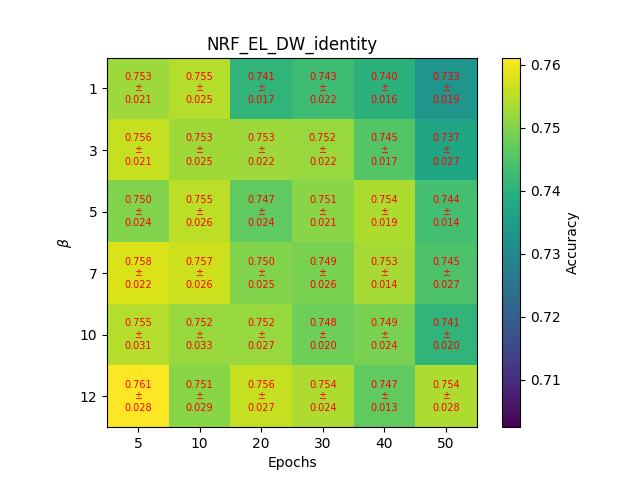 NRF_EL_DW_identity
0.753 0.755 0.741 0.743 0.740 0.733
± ± ± ± ± ±
0.021 0.025 0.017 0.022 0.016 0.019
1
0.756 0.753 0.753 0.752 0.745 0.737
± ± ± ± ± ±
0.021 0.025 0.022 0.022 0.017 0.027
3
0.750 0.755 0.747 0.751 0.754 0.744
± ± ± ± ± ±
0.024 0.026 0.024 0.021 0.019 0.014
5
0.758 0.757 0.750 0.749 0.753 0.745
± ± ± ± ± ±
0.022 0.026 0.025 0.026 0.014 0.027
7
0.755 0.752 0.752 0.748 0.749 0.741
± ± ± ± ± ±
0.031 0.033 0.027 0.020 0.024 0.020
10
0.761 0.751 0.756 0.754 0.747 0.754
± ± ± ± ± ±
0.028 0.029 0.027 0.024 0.013 0.028
12
β
5 10 20 30 40 50
Epochs
0.76
0.75
0.74
0.73
0.72
0.71
Accuracy